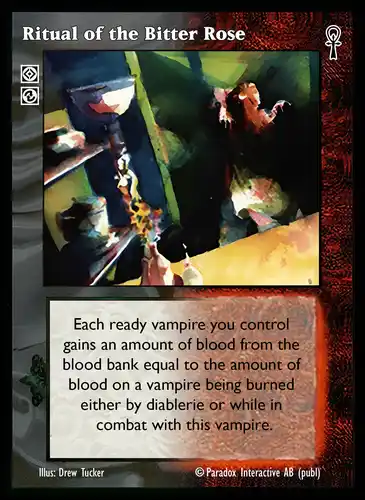 Ritual of the Bitter Rose
Each ready vampire you control
gains an amount of blood from the
blood bank equal to the amount of
blood on a vampire being burned
either by diablerie or while in
combat with this vampire.
Illus: Drew Tucker
© Paradox Interactive AB (publ)